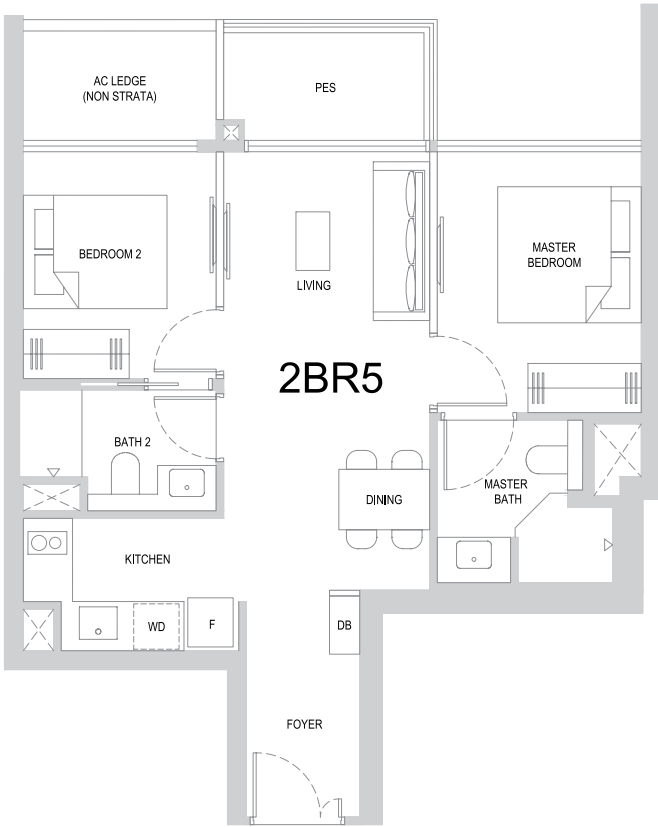 AC LEDGE
(NON STRATA)
PES
BEDROOM 2
LIVING
MASTER
BEDROOM
2BR5
BATH 2
DINING
MASTER
BATH
KITCHEN
WD
F
DB
FOYER